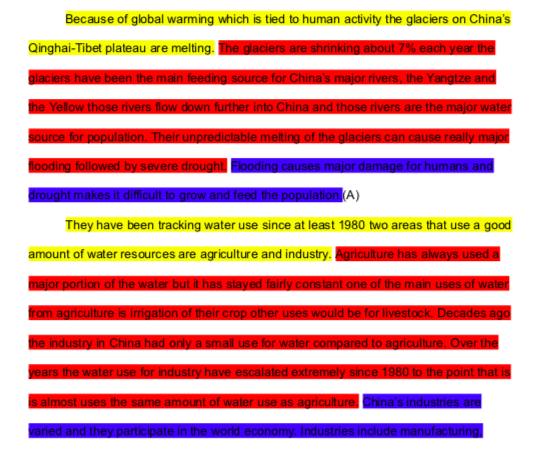 Because of global warming which is tied to human activity the glaciers on China's
Qinghai-Tibet plateau are melting. The glaciers are shrinking about 7% each year the
glaciers have been the main feeding source for China's major rivers, the Yangtze and
the Yellow those rivers flow down further into China and those rivers are the major water
source for population. Their unpredictable melting of the glaciers can cause really major
flooding followed by severe drought. Flooding causes major damage for humans and
drought makes it difficult to grow and feed the population.(A)
They have been tracking water use since at least 1980 two areas that use a good
amount of water resources are agriculture and industry. Agriculture has always used a
major portion of the water but it has stayed fairly constant one of the main uses of water
from agriculture is irrigation of their crop other uses would be for livestock. Decades ago
the industry in China had only a small use for water compared to agriculture. Over the
years the water use for industry have escalated extremely since 1980 to the point that is
is almost uses the same amount of water use as agriculture. China's industries are
varied and they participate in the world economy. Industries include manufacturing,